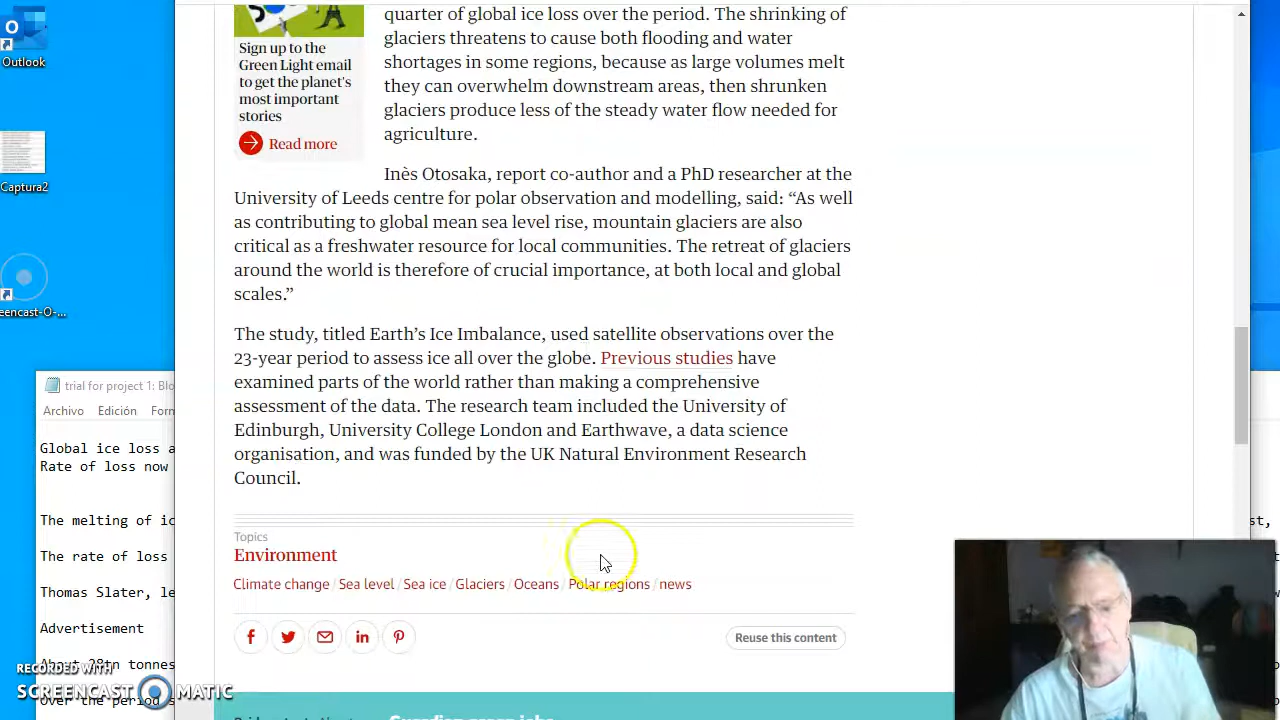 Outlook
Captura2
eencast-O-...
Sign up to the
Green Light email
to get the planet's
most important
stories
Read more
quarter of global ice loss over the period. The shrinking of
glaciers threatens to cause both flooding and water
shortages in some regions, because as large volumes melt
they can overwhelm downstream areas, then shrunken
glaciers produce less of the steady water flow needed for
agriculture.
Inès Otosaka, report co-author and a PhD researcher at the
University of Leeds centre for polar observation and modelling, said: “As well
as contributing to global mean sea level rise, mountain glaciers are also
critical as a freshwater resource for local communities. The retreat of glaciers
around the world is therefore of crucial importance, at both local and global
scales.”
The study, titled Earth’s Ice Imbalance, used satellite observations over the
23-year period to assess ice all over the globe. Previous studies have
examined parts of the world rather than making a comprehensive
assessment of the data. The research team included the University of
Edinburgh, University College London and Earthwave, a data science
organisation, and was funded by the UK Natural Environment Research
Council.
Topics
Environment
Climate change / Sea level / Sea ice / Glaciers / Oceans / Polar regions / news
Reuse this content
trial for project 1: Blo
Archivo Edición Forn
Global ice loss a
Rate of loss now
The melting of ic
The rate of loss
Thomas Slater, le
Advertisement
tonnes
over the period s
st,
RECORDED WITH
SCREENCAST MATIC